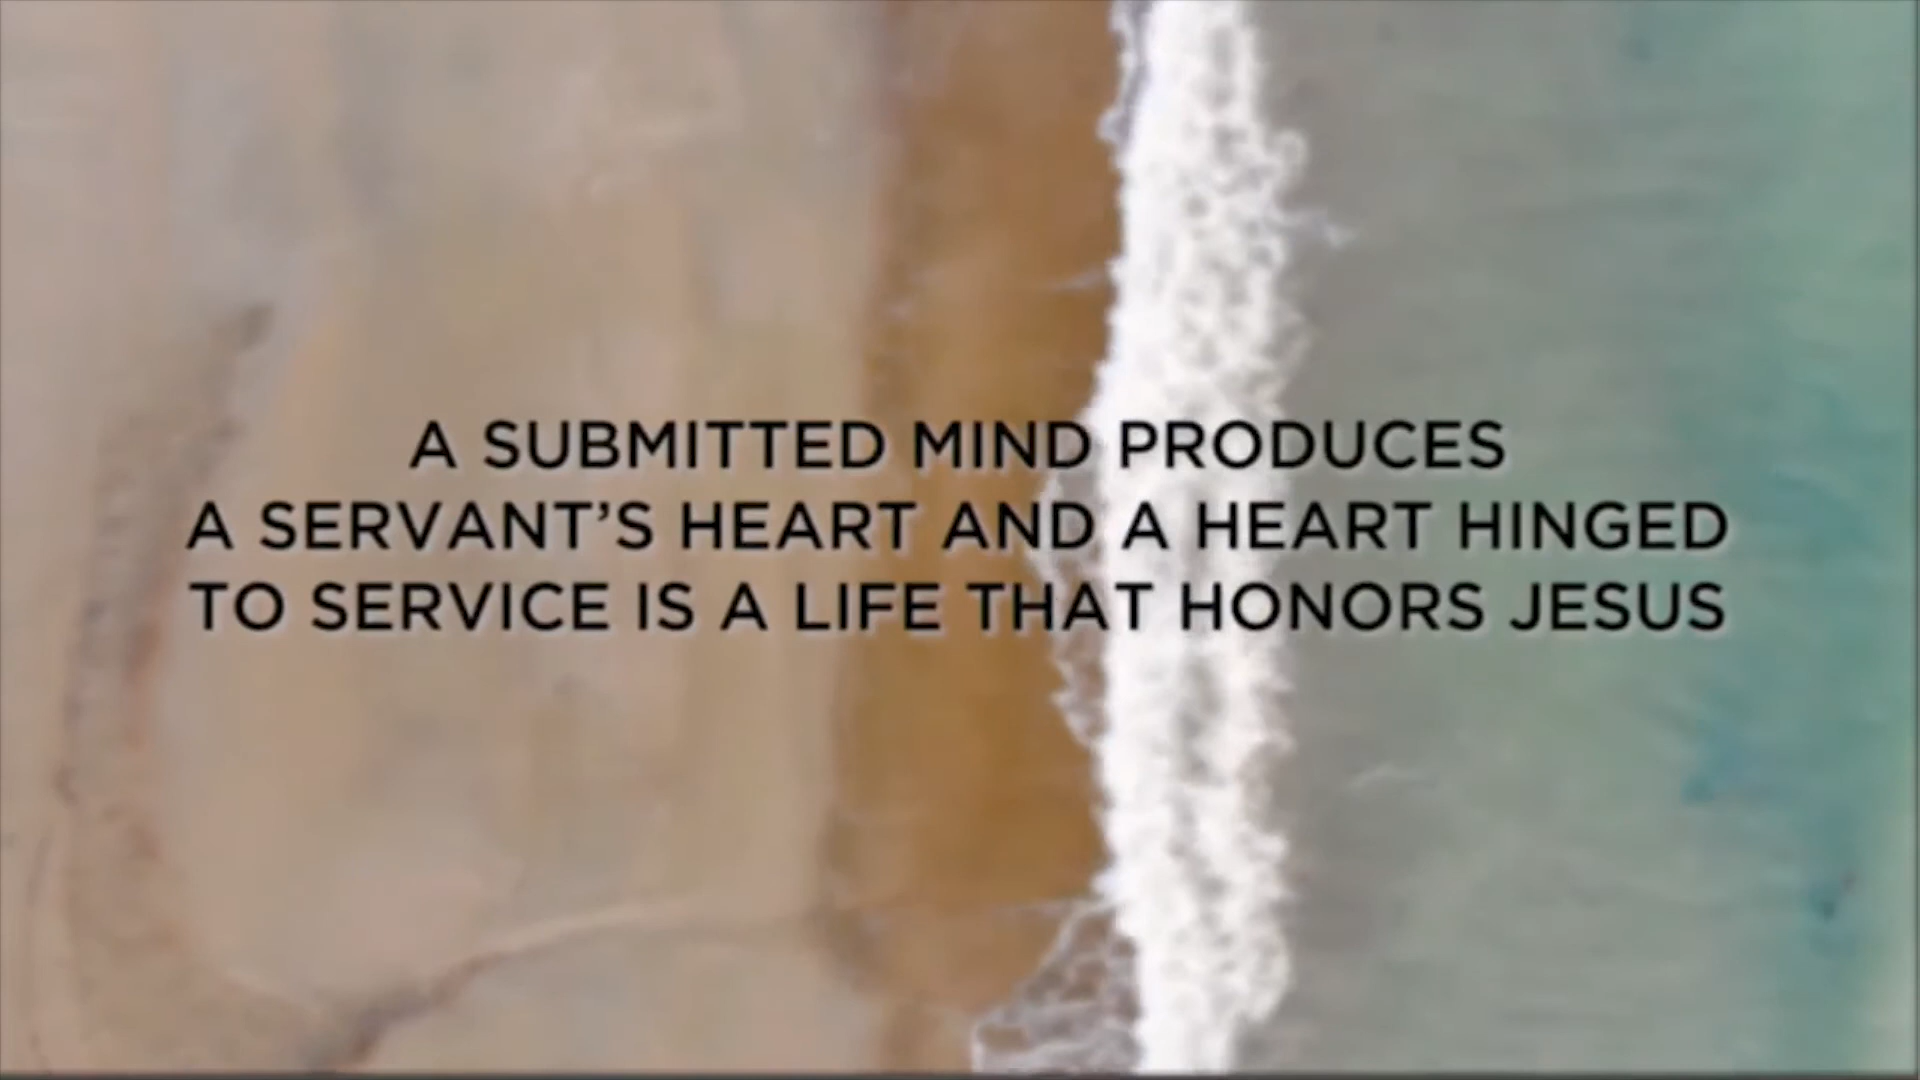 A SUBMITTED MIND PRODUCES
A SERVANT’S HEART AND A HEART HINGED
TO SERVICE IS A LIFE THAT HONORS JESUS